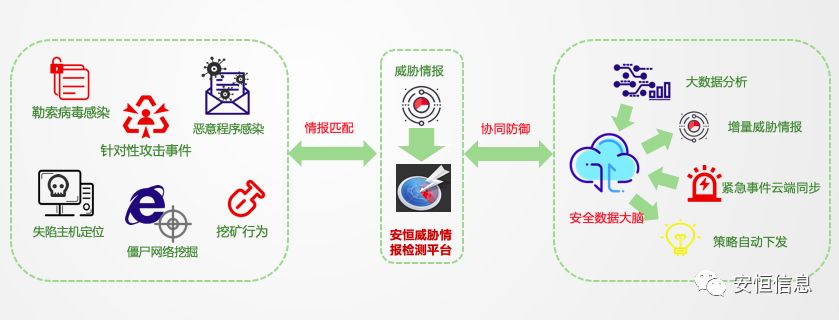 勒索病毒感染
针对性攻击事件
恶意程序感染
失陷主机定位
僵尸网络挖掘
挖矿行为
情报匹配
威胁情报
安恒威胁情
报检测平台
协同防御
大数据分析
增量威胁情报
紧急事件云端同步
安全数据大脑
策略自动下发
安恒信息